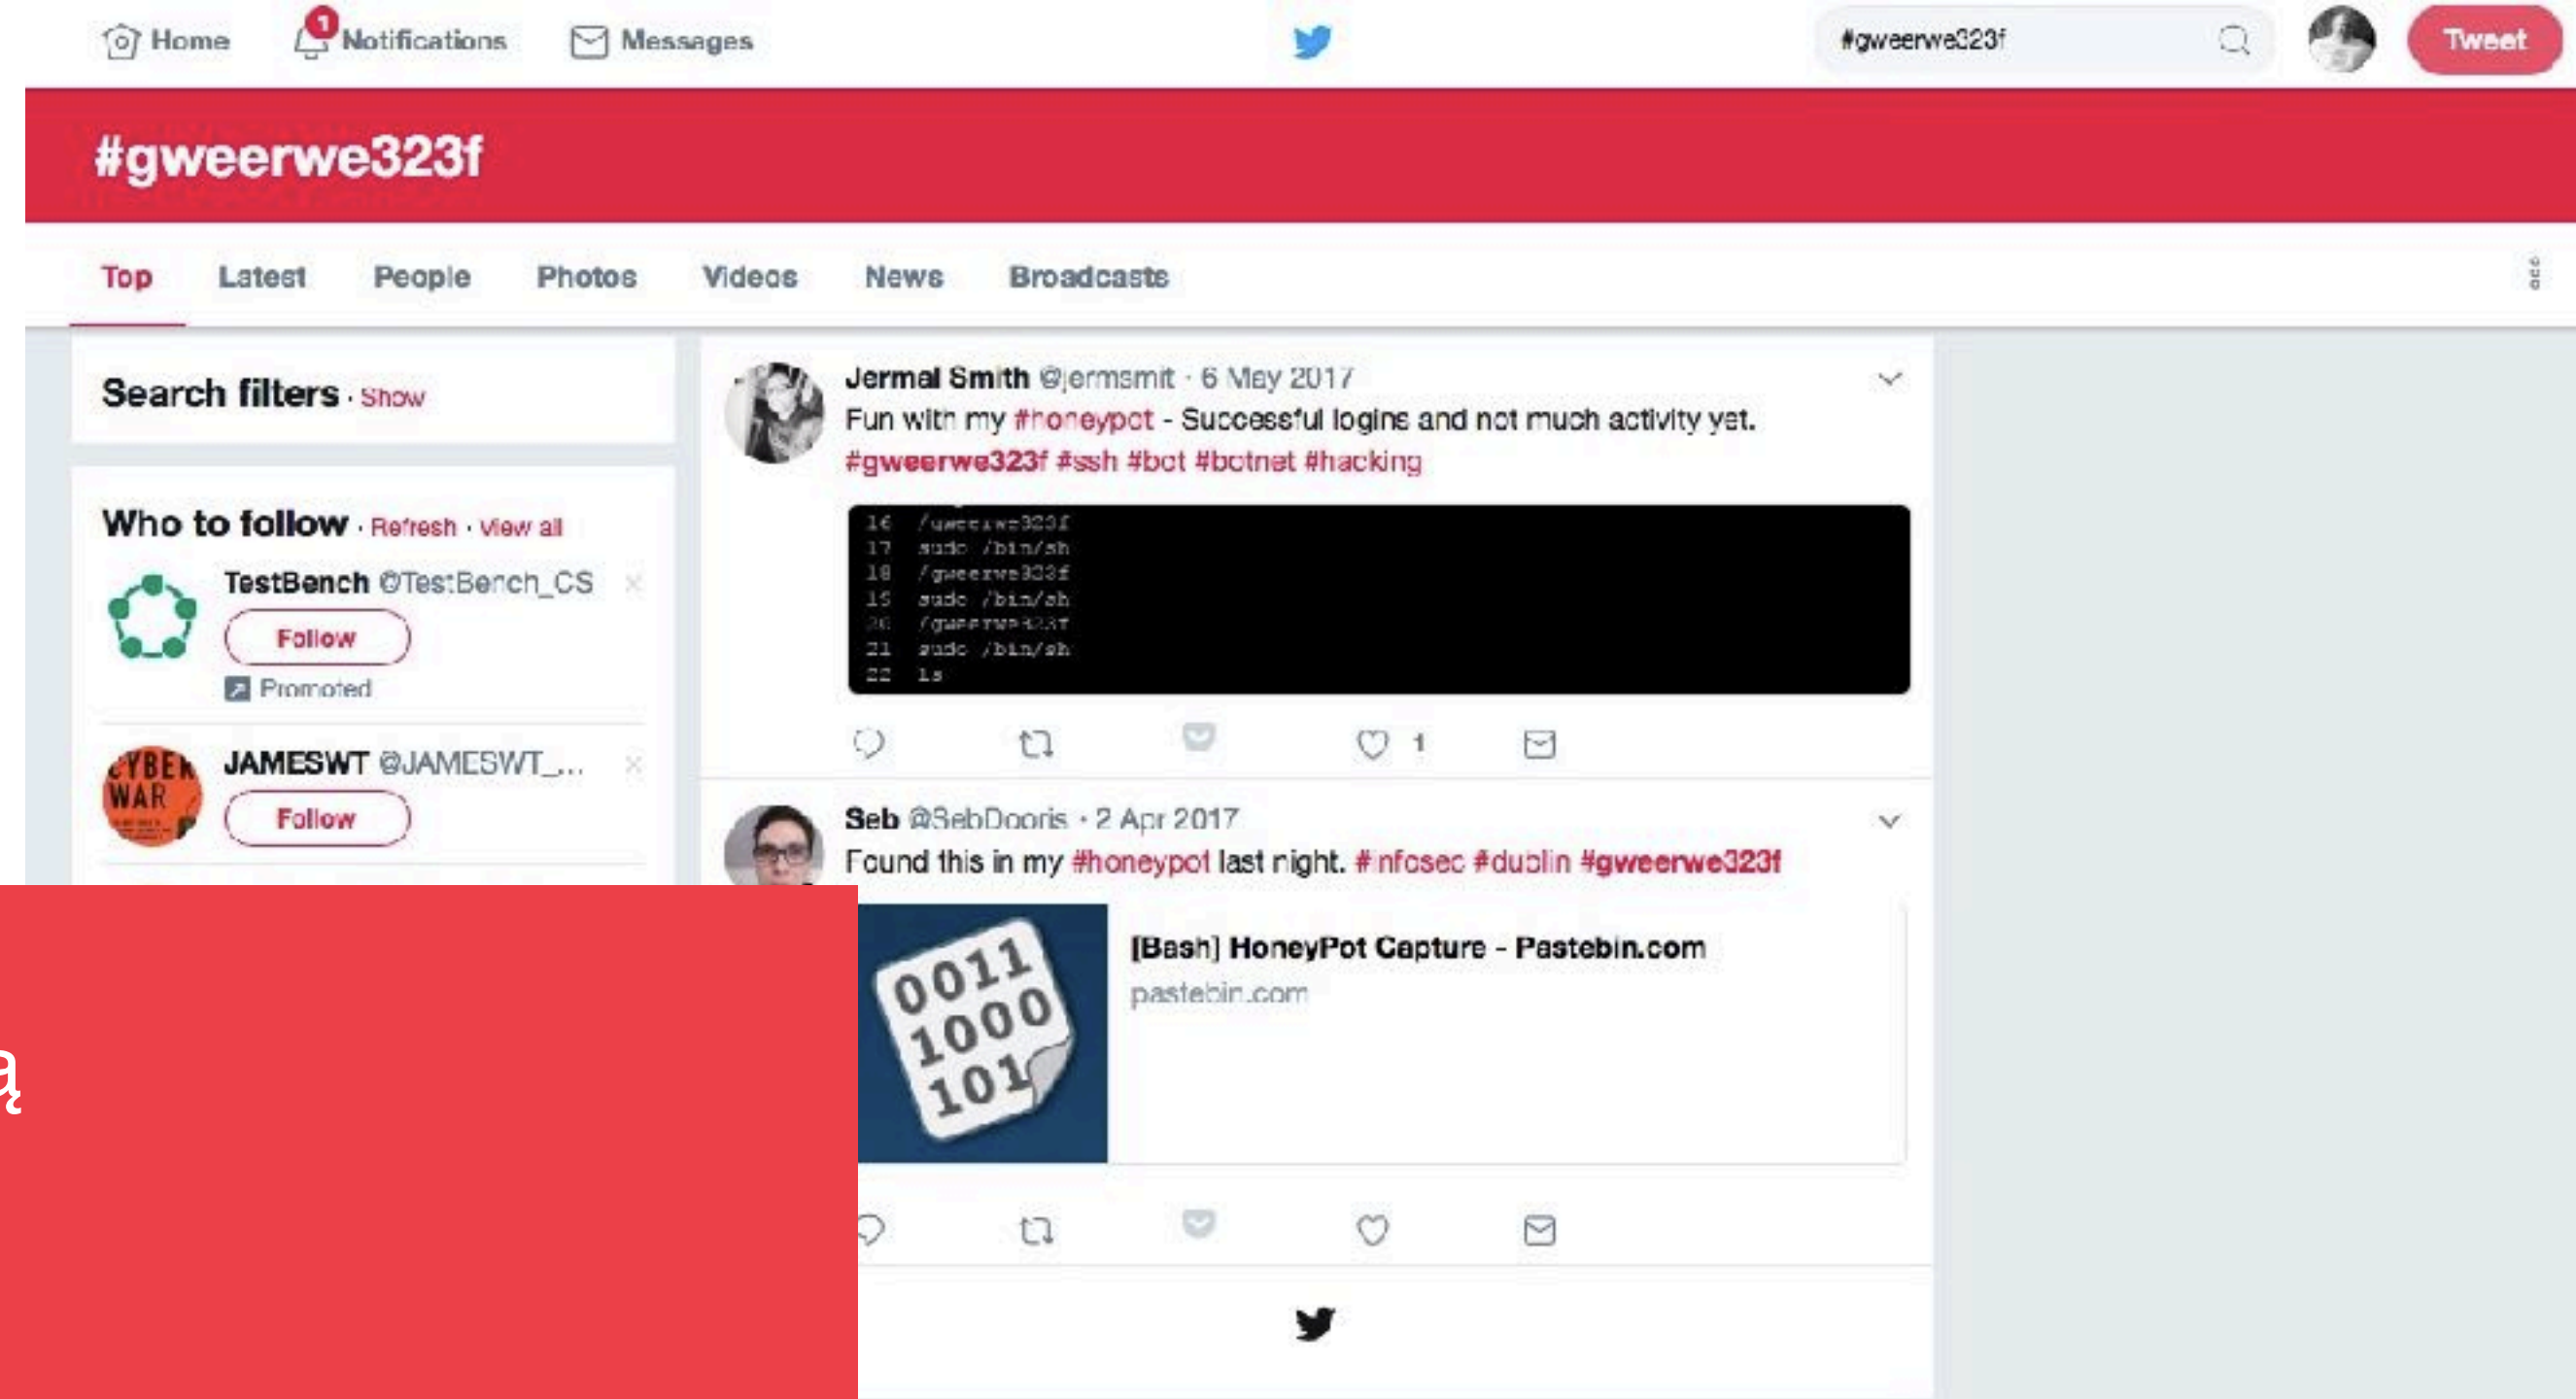 Home 1 Notifications Messages #gweerwe323f Tweet
#gweerwe323f
Top Latest People Photos Videos News Broadcasts
Search filters · Show
Who to follow · Refresh · View all
TestBench @TestBench_CS
Follow
Promoted
JAMESWT @JAMESWT_...
Follow
CYBER
WAR
Jermal Smith @jermsmit · 6 May 2017
Fun with my #honeypot - Successful logins and not much activity yet.
#gweerwe323f #ssh #bot #botnet #hacking
16 /gweerwe323f
17 sudo /bin/sh
18 /gweerwe323f
19 sudo /bin/sh
20 /gweerwe323f
21 sudo /bin/sh
22 ls
1
Seb @SebDooris · 2 Apr 2017
Found this in my #honeypot last night. #infosec #dublin #gweerwe323f
0011
1000
101
[Bash] HoneyPot Capture - Pastebin.com
pastebin.com
ą